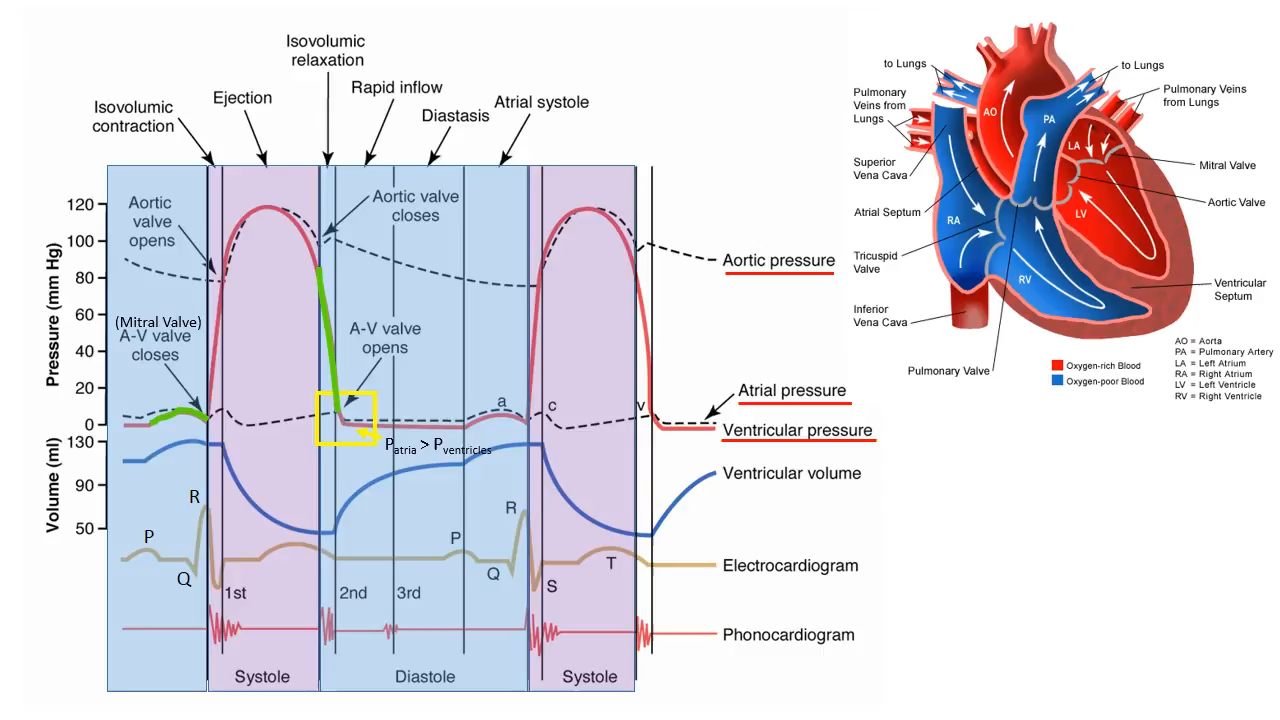 Isovolumic
relaxation
Isovolumic
contraction
Ejection
Rapid inflow
Diastasis
Atrial systole
120
100
80
60
40
20
0
Pressure (mm Hg)
Aortic
valve
opens
Aortic valve
closes
(Mitral Valve)
A-V valve
closes
A-V valve
opens
a
c
v
Patria > Pventricles
Aortic pressure
Atrial pressure
Ventricular pressure
130
90
50
Volume (ml)
Ventricular volume
R
P
Q
R
P
Q
S
T
Electrocardiogram
1st
2nd
3rd
Phonocardiogram
Systole
Diastole
Systole
to Lungs
to Lungs
Pulmonary
Veins from
Lungs
Pulmonary Veins
from Lungs
Superior
Vena Cava
Mitral Valve
Atrial Septum
Aortic Valve
Tricuspid
Valve
Ventricular
Septum
Inferior
Vena Cava
Pulmonary Valve
AO
PA
LA
RA
LV
RV
Oxygen-rich Blood
Oxygen-poor Blood
AO = Aorta
PA = Pulmonary Artery
LA = Left Atrium
RA = Right Atrium
LV = Left Ventricle
RV = Right Ventricle